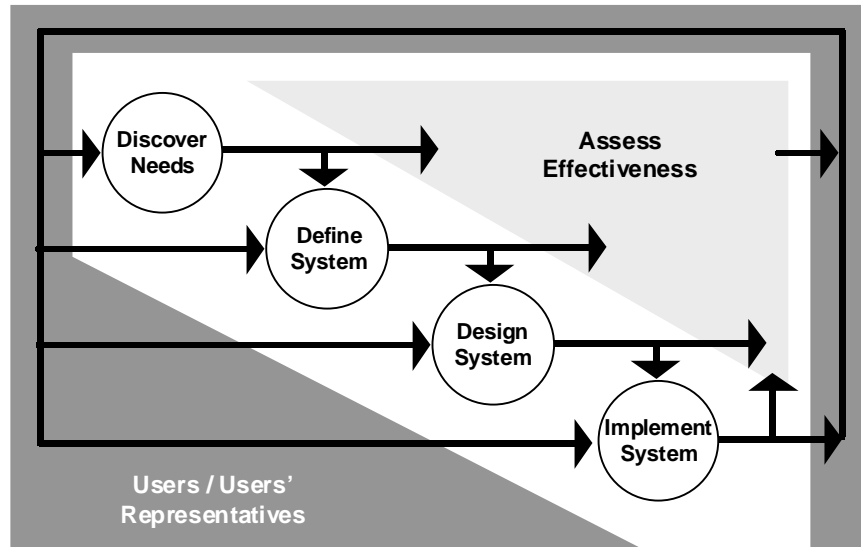 Discover
Needs
Assess
Effectiveness
Define
System
Design
System
Implement
System
Users / Users’
Representatives